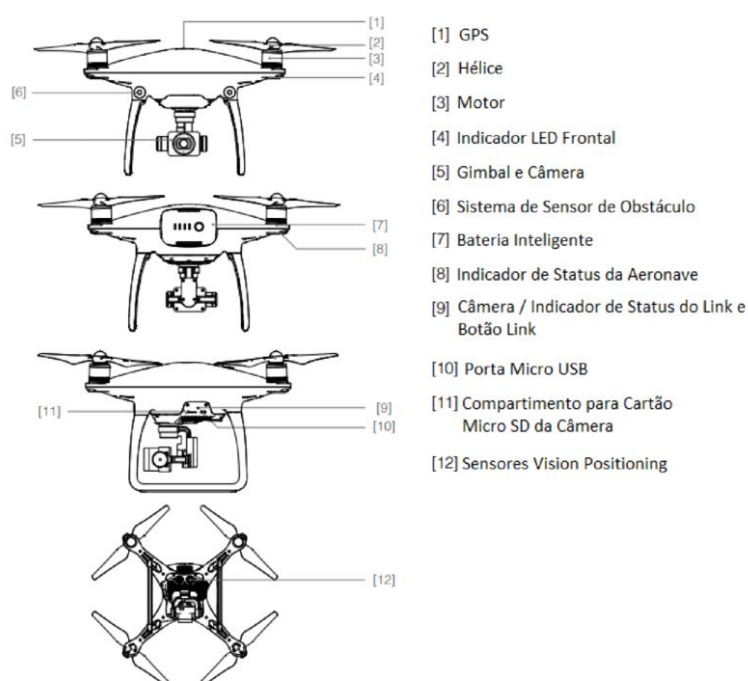 [1]
[2]
[3]
[4]
[6]
[5]
[7]
[8]
[11]
[9]
[10]
[12]
[1] GPS
[2] Hélice
[3] Motor
[4] Indicador LED Frontal
[5] Gimbal e Câmera
[6] Sistema de Sensor de Obstáculo
[7] Bateria Inteligente
[8] Indicador de Status da Aeronave
[9] Câmera / Indicador de Status do Link e
Botão Link
[10] Porta Micro USB
[11] Compartimento para Cartão
Micro SD da Câmera
[12] Sensores Vision Positioning